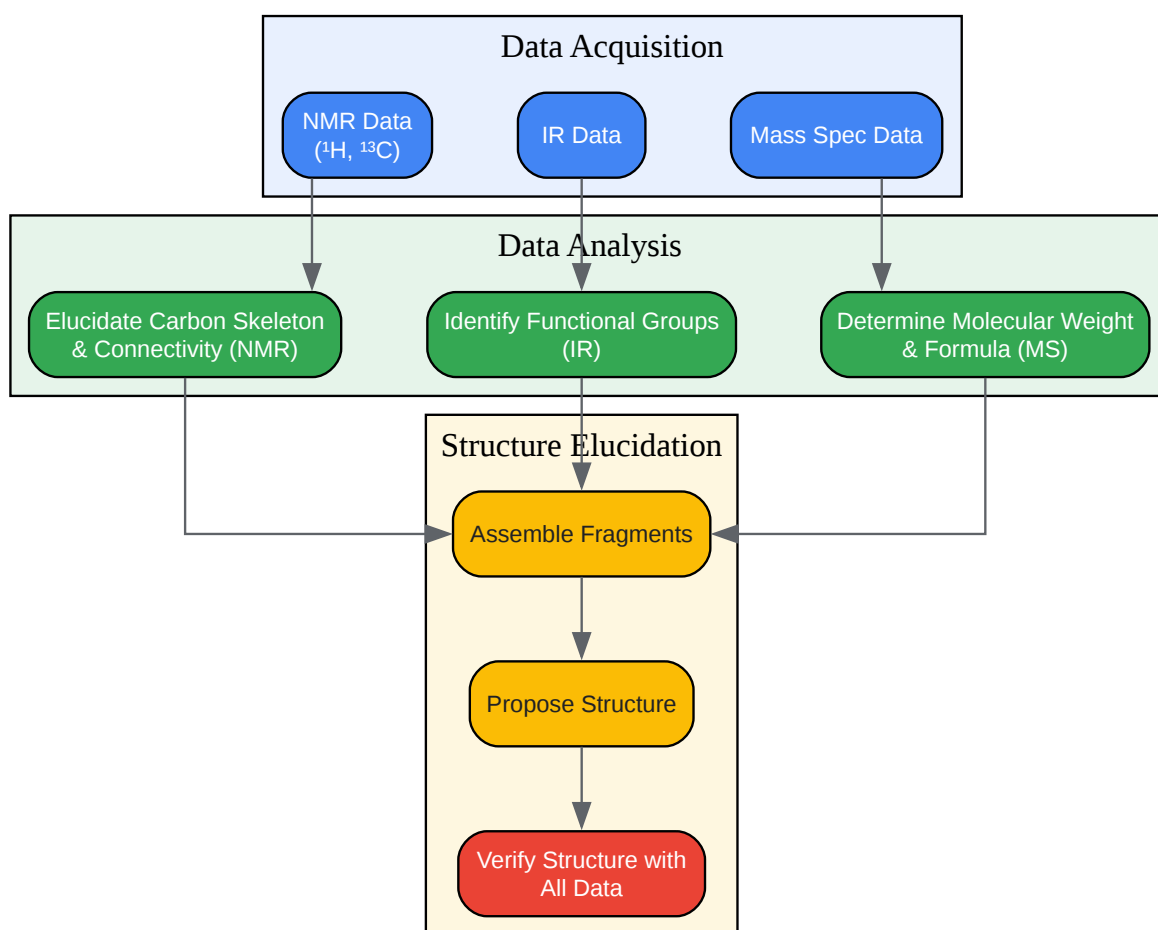 Data Acquisition
NMR Data
(¹H, ¹³C)
IR Data
Mass Spec Data
Data Analysis
Elucidate Carbon Skeleton
& Connectivity (NMR)
Identify Functional Groups
(IR)
Determine Molecular Weight
& Formula (MS)
Structure Elucidation
Assemble Fragments
Propose Structure
Verify Structure with
All Data